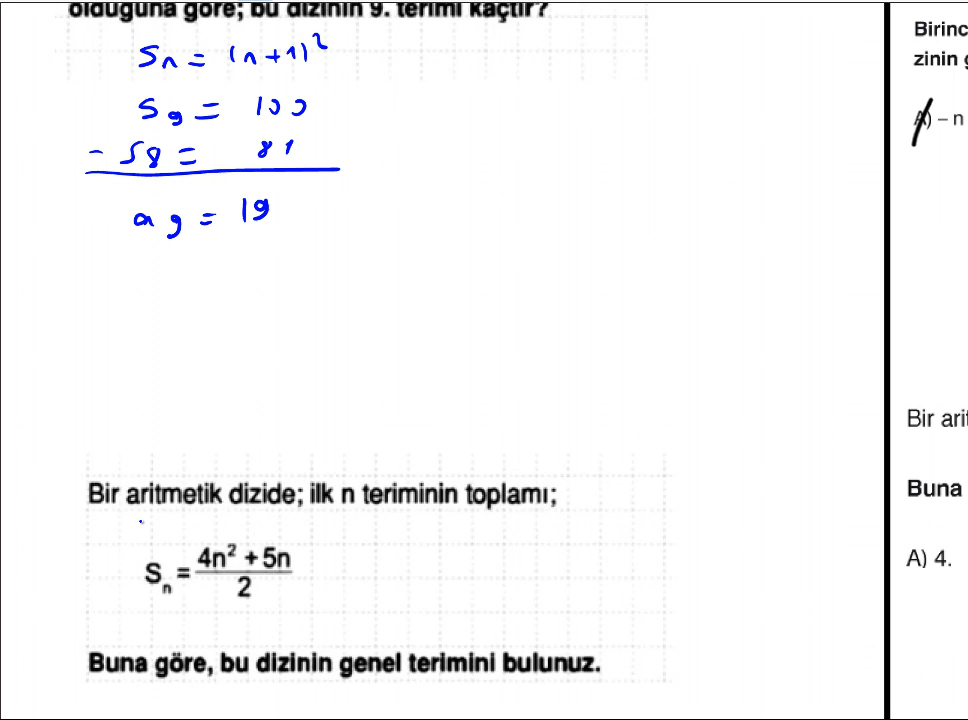 olduğuna göre; bu dizinin 9. terimi kaçtır?
Sn = (n+1)²
S9 = 100
- S8 = 81
a9 = 19
Bir aritmetik dizide; ilk n teriminin toplamı;
Sₙ = (4n² + 5n)/2
Buna göre, bu dizinin genel terimini bulunuz.
Birinc
zinin g
A) – n
Bir arit
Buna
A) 4.